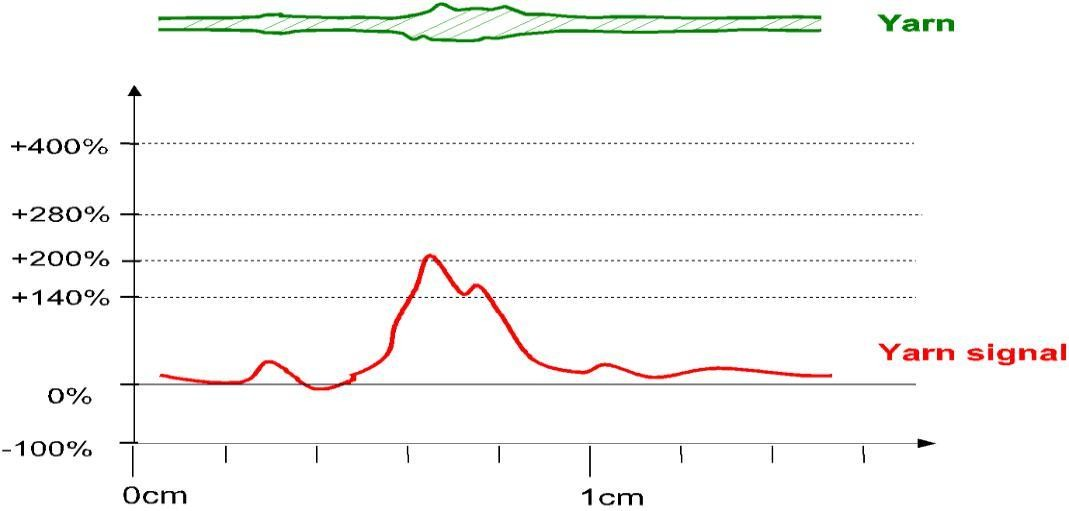 Yarn
+400%
+280%
+200%
+140%
Yarn signal
0%
-100%
0cm 1cm